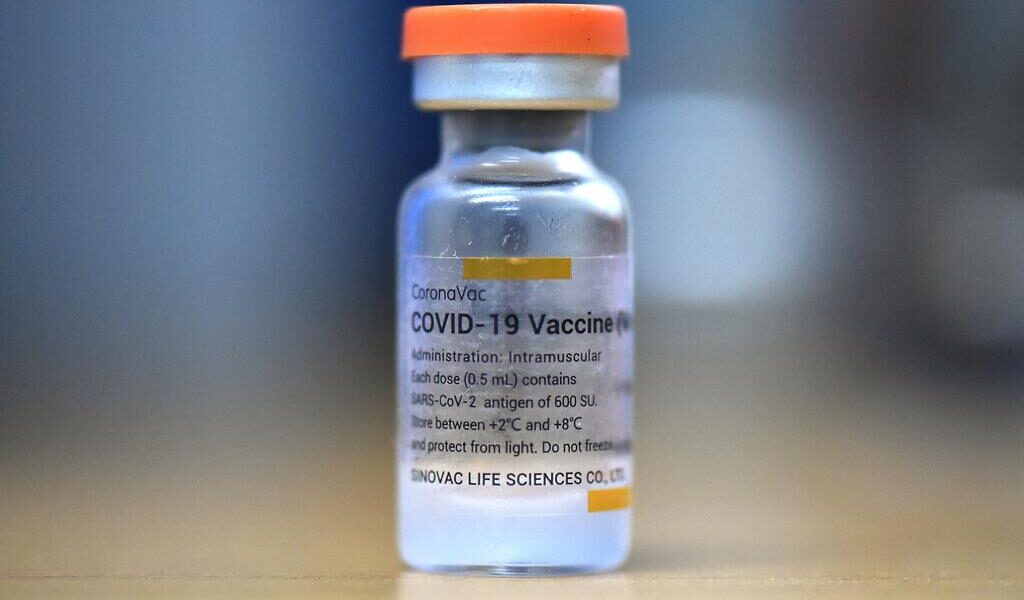 CoronaVac
COVID-19 Vaccine
Administration: Intramuscular
Each dose (0.5 mL) contains
SARS-CoV-2 antigen of 600 SU.
Store between +2°C and +8°C
and protect from light. Do not freeze
SINOVAC LIFE SCIENCES CO., LTD.